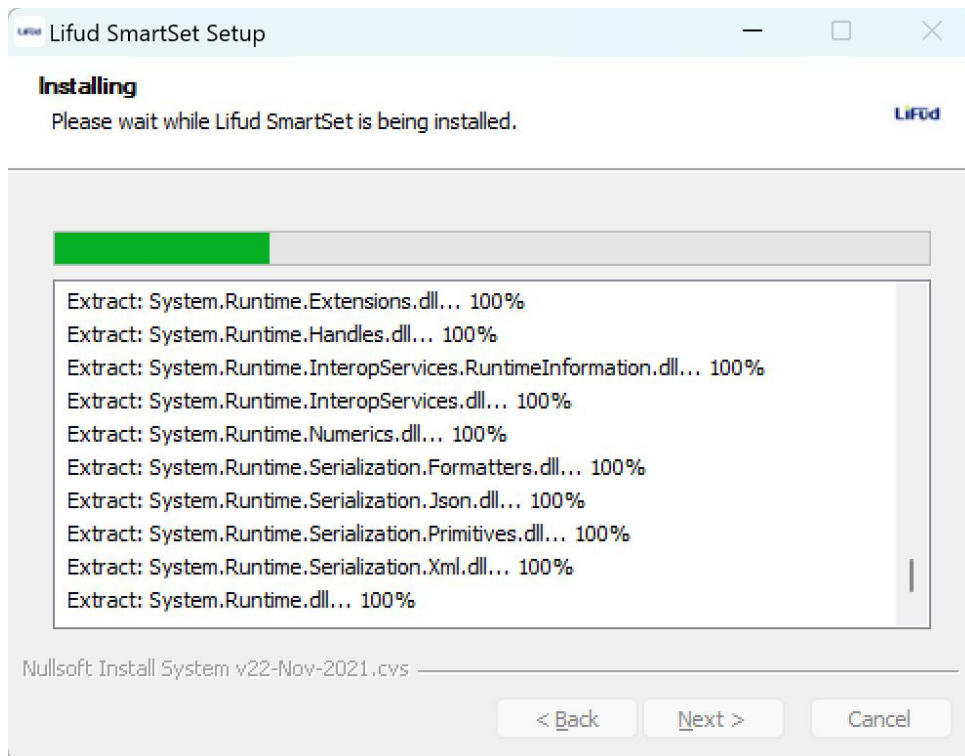 Lifud Lifud SmartSet Setup
Installing
Please wait while Lifud SmartSet is being installed.
LiFud
Extract: System.Runtime.Extensions.dll... 100%
Extract: System.Runtime.Handles.dll... 100%
Extract: System.Runtime.InteropServices.RuntimeInformation.dll... 100%
Extract: System.Runtime.InteropServices.dll... 100%
Extract: System.Runtime.Numerics.dll... 100%
Extract: System.Runtime.Serialization.Formatters.dll... 100%
Extract: System.Runtime.Serialization.Json.dll... 100%
Extract: System.Runtime.Serialization.Primitives.dll... 100%
Extract: System.Runtime.Serialization.Xml.dll... 100%
Extract: System.Runtime.dll... 100%
Nullsoft Install System v22-Nov-2021.cvs
< Back Next > Cancel